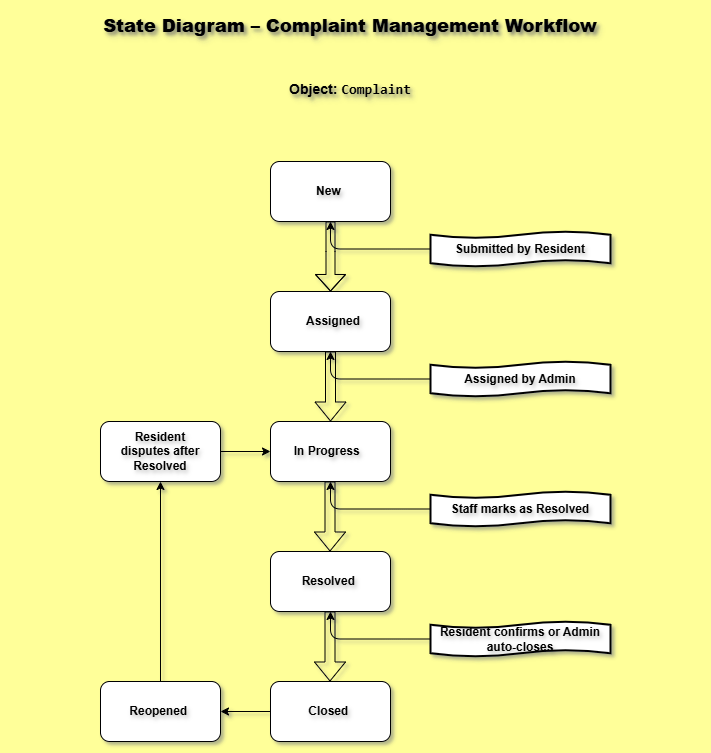 State Diagram – Complaint Management Workflow
Object: Complaint
New
Submitted by Resident
Assigned
Assigned by Admin
Resident
disputes after
Resolved
In Progress
Staff marks as Resolved
Resolved
Resident confirms or Admin
auto-closes
Reopened
Closed